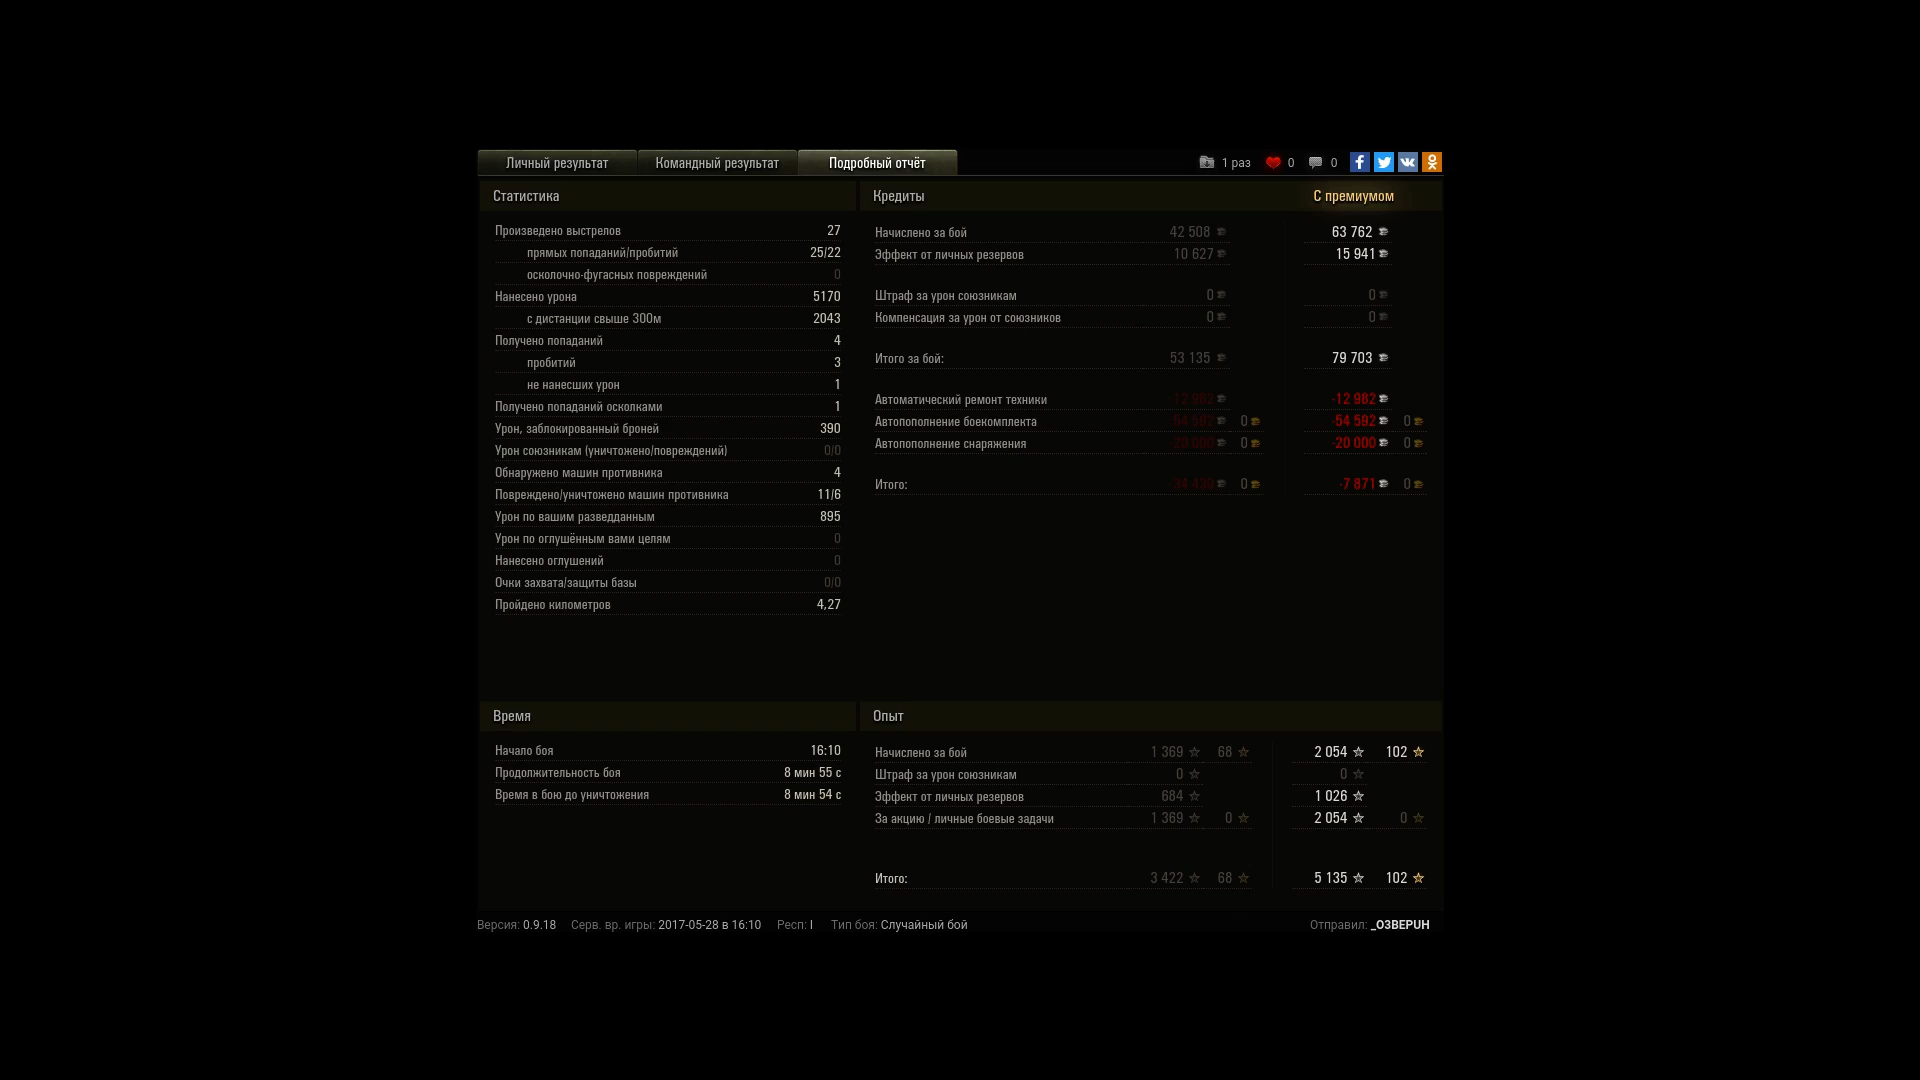 Личный результат Командный результат Подробный отчёт 1 раз 0 0
Статистика
Произведено выстрелов 27
прямых попаданий/пробитий 25/22
осколочно-фугасных повреждений 0
Нанесено урона 5170
с дистанции свыше 300м 2043
Получено попаданий 4
пробитий 3
не нанесших урон 1
Получено попаданий осколками 1
Урон, заблокированный броней 390
Урон союзникам (уничтожено/повреждений) 0/0
Обнаружено машин противника 4
Повреждено/уничтожено машин противника 11/6
Урон по вашим разведданным 895
Урон по оглушённым вами целям 0
Нанесено оглушений 0
Очки захвата/защиты базы 0/0
Пройдено километров 4,27
Кредиты С премиумом
Начислено за бой 42 508 63 762
Эффект от личных резервов 10 627 15 941
Штраф за урон союзникам 0 0
Компенсация за урон от союзников 0 0
Итого за бой: 53 135 79 703
Автоматический ремонт техники -12 982 -12 982
Автопополнение боекомплекта -54 592 0 -54 592 0
Автопополнение снаряжения -20 000 0 -20 000 0
Итого: -34 439 0 -7 871 0
Время
Начало боя 16:10
Продолжительность боя 8 мин 55 с
Время в бою до уничтожения 8 мин 54 с
Опыт
Начислено за бой 1 369 68 2 054 102
Штраф за урон союзникам 0 0
Эффект от личных резервов 684 1 026
За акцию / личные боевые задачи 1 369 0 2 054 0
Итого: 3 422 68 5 135 102
Версия: 0.9.18 Серв. вр. игры: 2017-05-28 в 16:10 Респ: I Тип боя: Случайный бой Отправил: _O3BEPUH